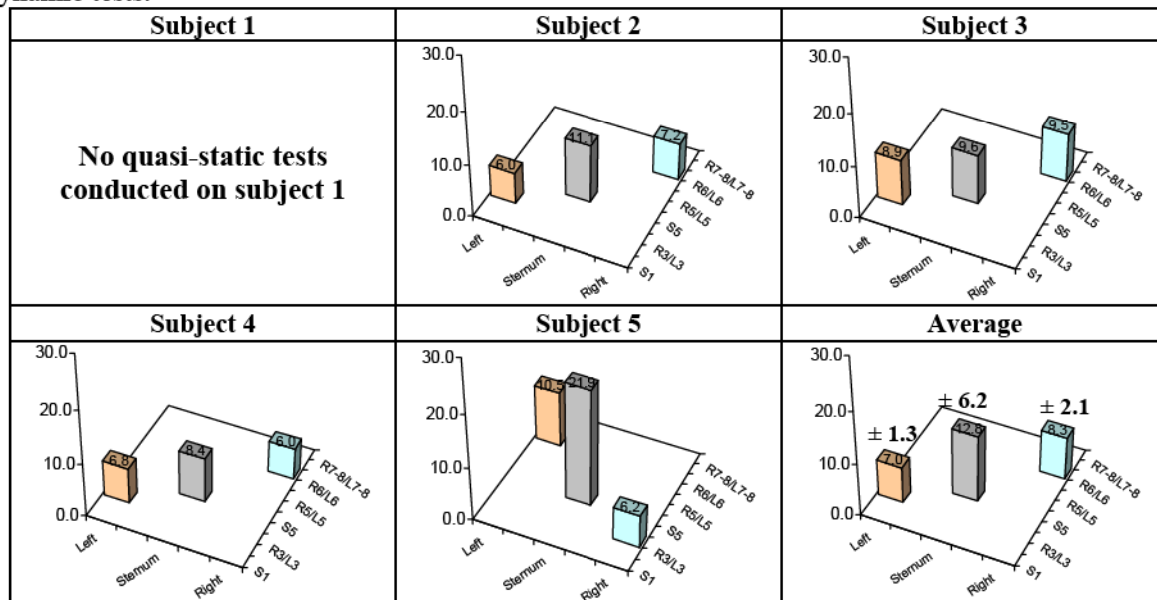 ynamic tests.
Subject 1
No quasi-static tests
conducted on subject 1
Subject 2
30.0
20.0
10.0
0.0
6.0
11.1
7.2
Left
Sternum
Right
R7-8/L7-8
R6/L6
R5/L5
S5
R3/L3
S1
Subject 3
30.0
20.0
10.0
0.0
8.9
9.6
9.5
Left
Sternum
Right
R7-8/L7-8
R6/L6
R5/L5
S5
R3/L3
S1
Subject 4
30.0
20.0
10.0
0.0
6.8
8.4
6.0
Left
Sternum
Right
R7-8/L7-8
R6/L6
R5/L5
S5
R3/L3
S1
Subject 5
30.0
20.0
10.0
0.0
10.5
21.9
6.2
Left
Sternum
Right
R7-8/L7-8
R6/L6
R5/L5
S5
R3/L3
S1
Average
30.0
20.0
10.0
0.0
± 1.3
± 6.2
± 2.1
7.0
12.8
8.3
Left
Sternum
Right
R7-8/L7-8
R6/L6
R5/L5
S5
R3/L3
S1